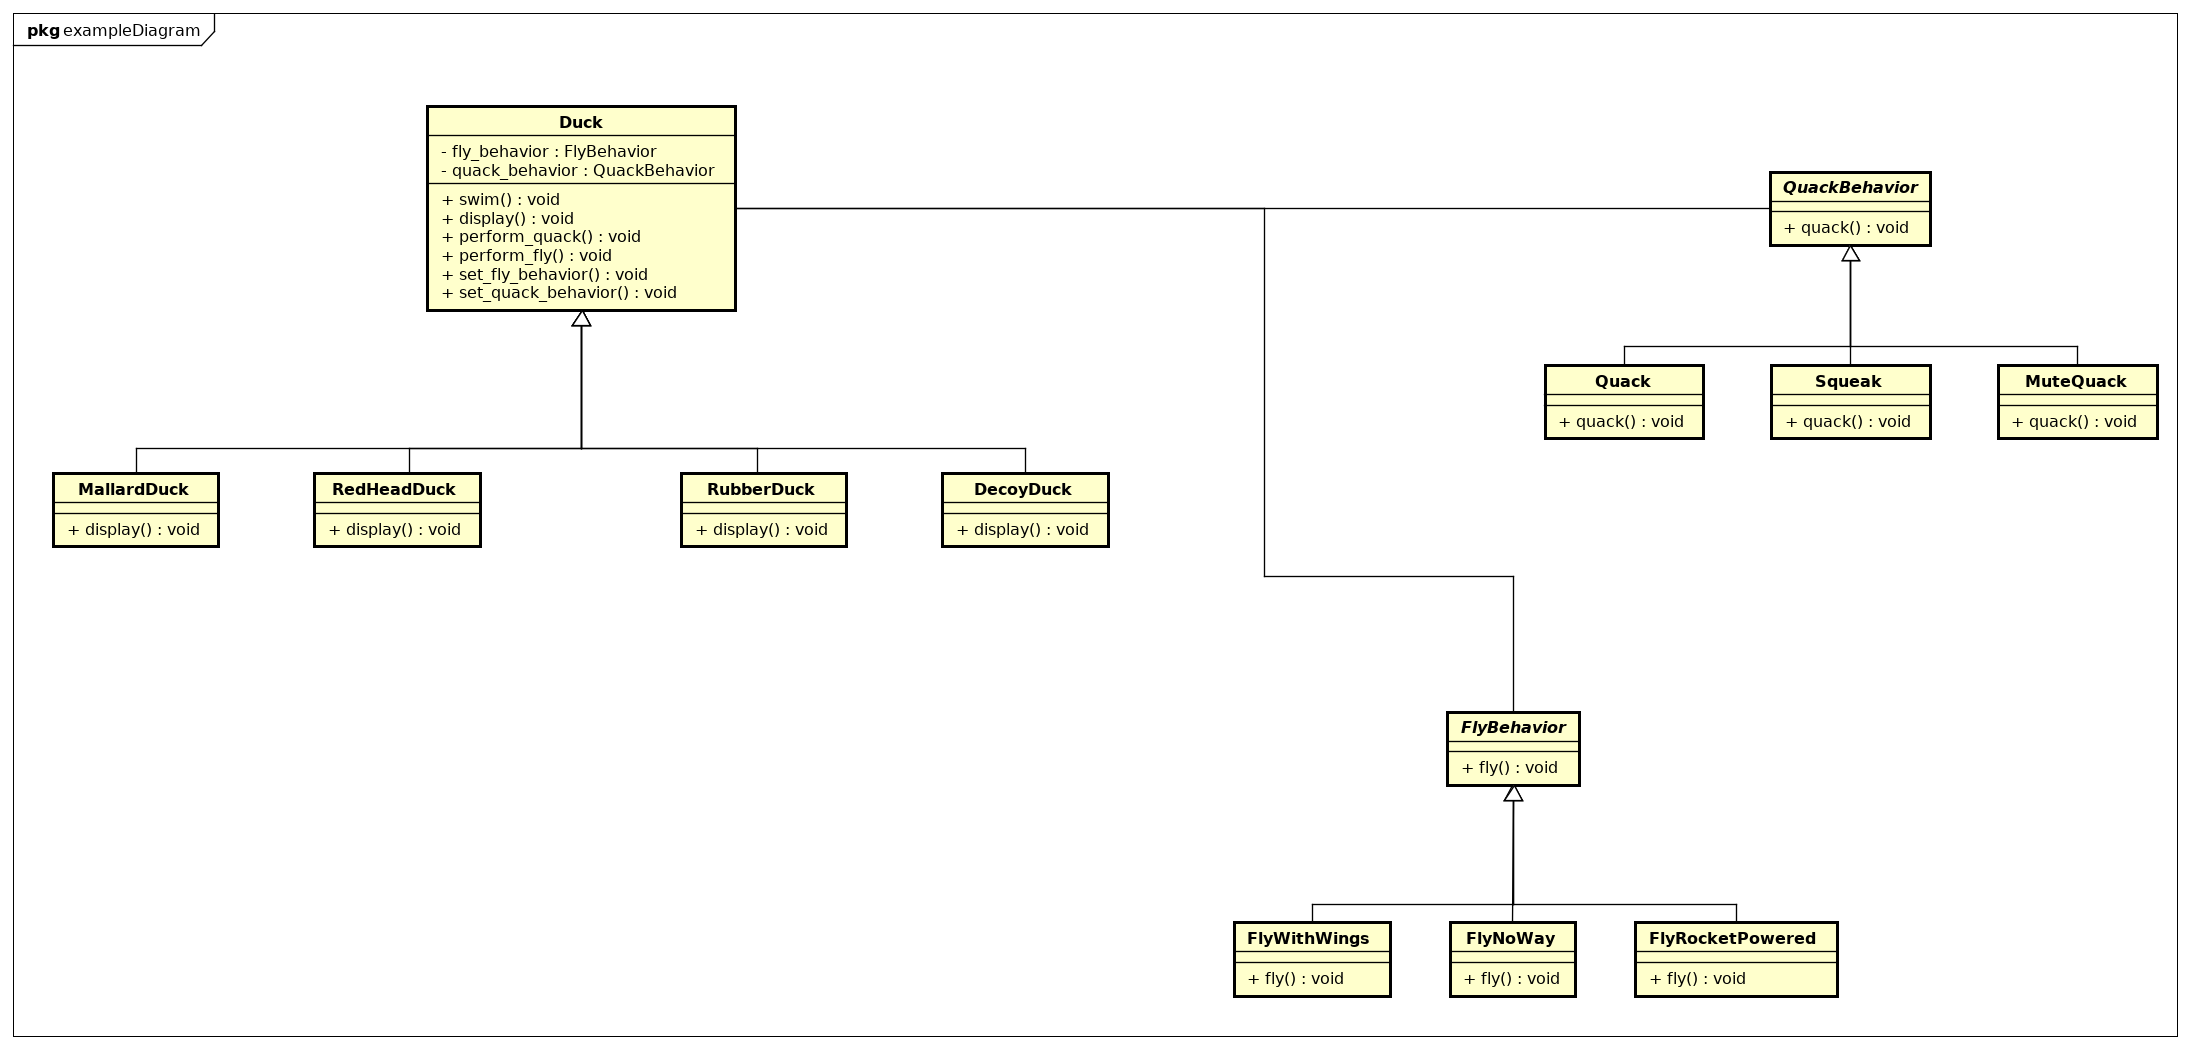 pkg exampleDiagram
Duck
- fly_behavior : FlyBehavior
- quack_behavior : QuackBehavior
+ swim() : void
+ display() : void
+ perform_quack() : void
+ perform_fly() : void
+ set_fly_behavior() : void
+ set_quack_behavior() : void
QuackBehavior
+ quack() : void
Quack
+ quack() : void
Squeak
+ quack() : void
MuteQuack
+ quack() : void
MallardDuck
+ display() : void
RedHeadDuck
+ display() : void
RubberDuck
+ display() : void
DecoyDuck
+ display() : void
FlyBehavior
+ fly() : void
FlyWithWings
+ fly() : void
FlyNoWay
+ fly() : void
FlyRocketPowered
+ fly() : void